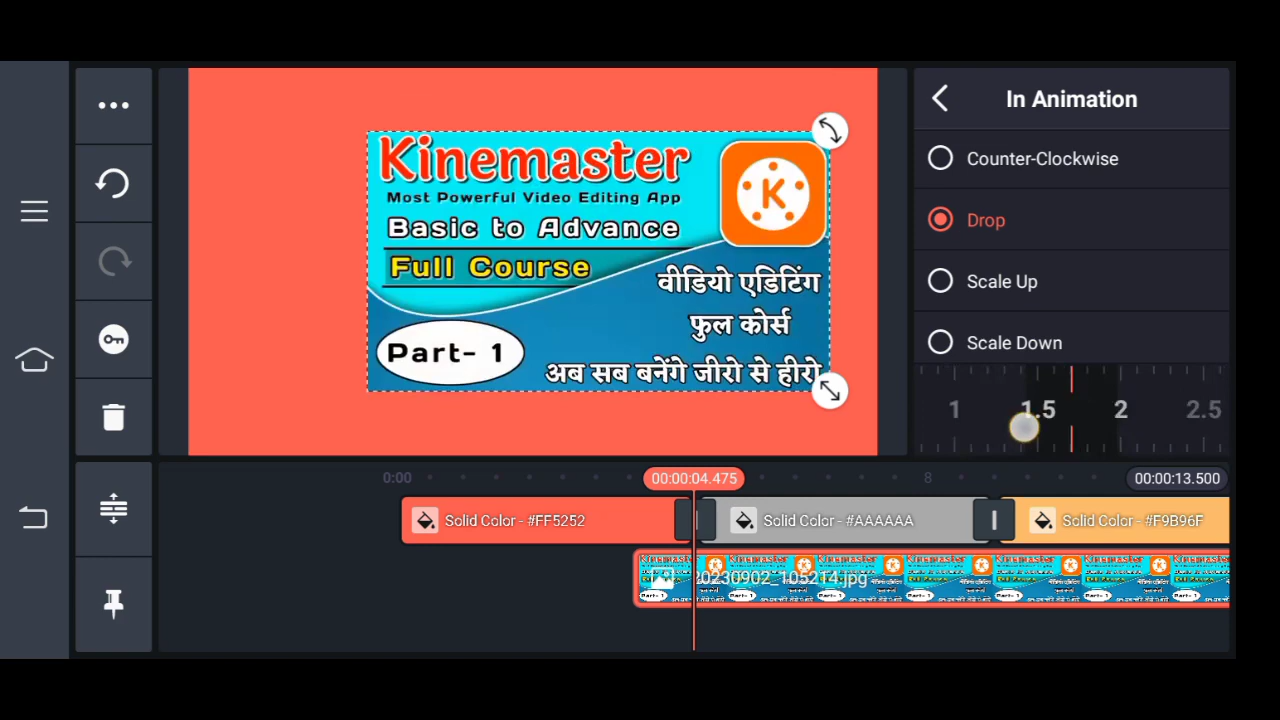 In Animation
Counter-Clockwise
Drop
Scale Up
Scale Down
1 1.5 2 2.5
Kinemaster
Most Powerful Video Editing App
K
Basic to Advance
Full Course
वीडियो एडिटिंग
फुल कोर्स
Part- 1
अब सब बनेंगे जीरो से हीरो
0:00 00:00:04.475 8 00:00:13.500
Solid Color - #FF5252 Solid Color - #AAAAAA Solid Color - #F9B96F
20230902_105214.jpg